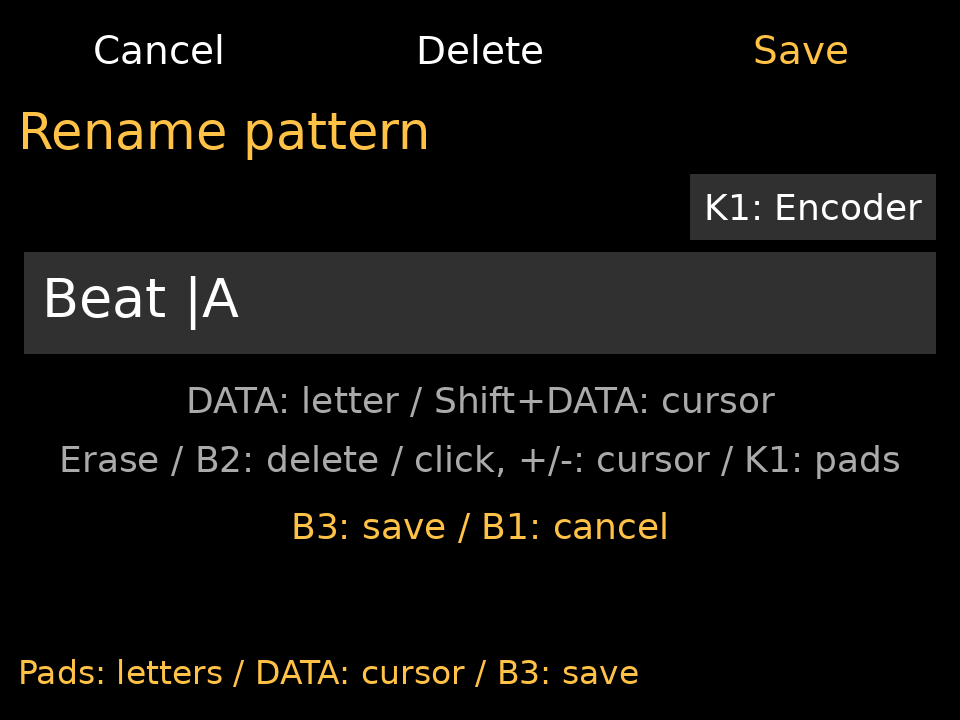 Cancel Delete Save
Rename pattern
K1: Encoder
Beat |A
DATA: letter / Shift+DATA: cursor
Erase / B2: delete / click, +/-: cursor / K1: pads
B3: save / B1: cancel
Pads: letters / DATA: cursor / B3: save